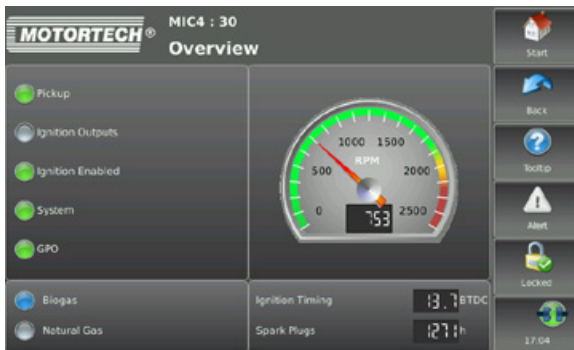 MOTORTECH®
MIC4 : 30
Overview
Start
Pickup
Back
Ignition Outputs
Ignition Enabled
Tooltip
System
Alert
GPO
Locked
0
500
1000
1500
2000
2500
RPM
753
Biogas
Natural Gas
Ignition Timing 13.7 BTDC
Spark Plugs 1271 h
17:04